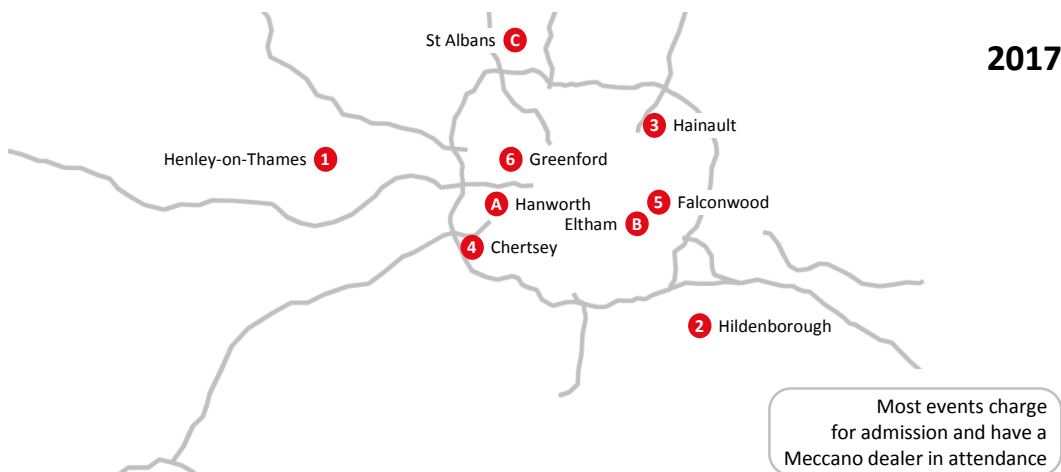 St Albans C
2017
3 Hainault
Henley-on-Thames 1
6 Greenford
A Hanworth
5 Falconwood
Eltham B
4 Chertsey
2 Hildenborough
Most events charge
for admission and have a
Meccano dealer in attendance